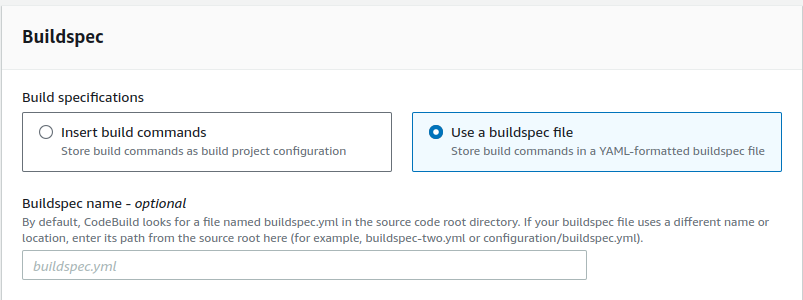 Buildspec
Build specifications
Insert build commands
Store build commands as build project configuration
Use a buildspec file
Store build commands in a YAML-formatted buildspec file
Buildspec name - optional
By default, CodeBuild looks for a file named buildspec.yml in the source code root directory. If your buildspec file uses a different name or
location, enter its path from the source root here (for example, buildspec-two.yml or configuration/buildspec.yml).
buildspec.yml